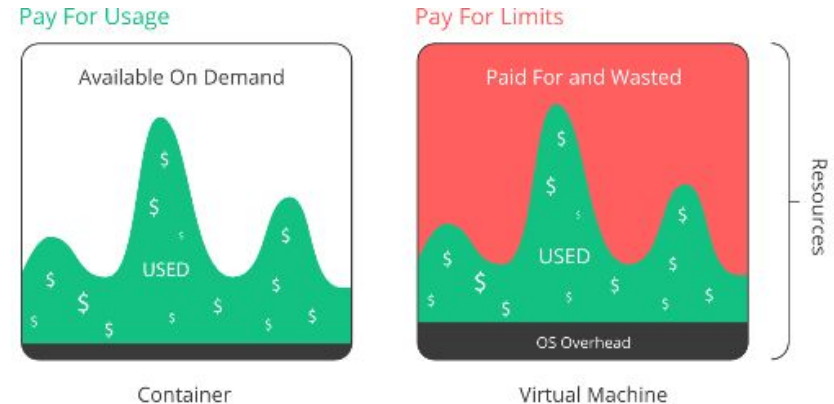 Pay For Usage
Pay For Limits
Available On Demand
Paid For and Wasted
$
$
$
$
USED
$
$
$
$
$
$
$
$
$
$
$
$
$
USED
$
$
$
$
$
$
$
$
$
OS Overhead
Resources
Container
Virtual Machine